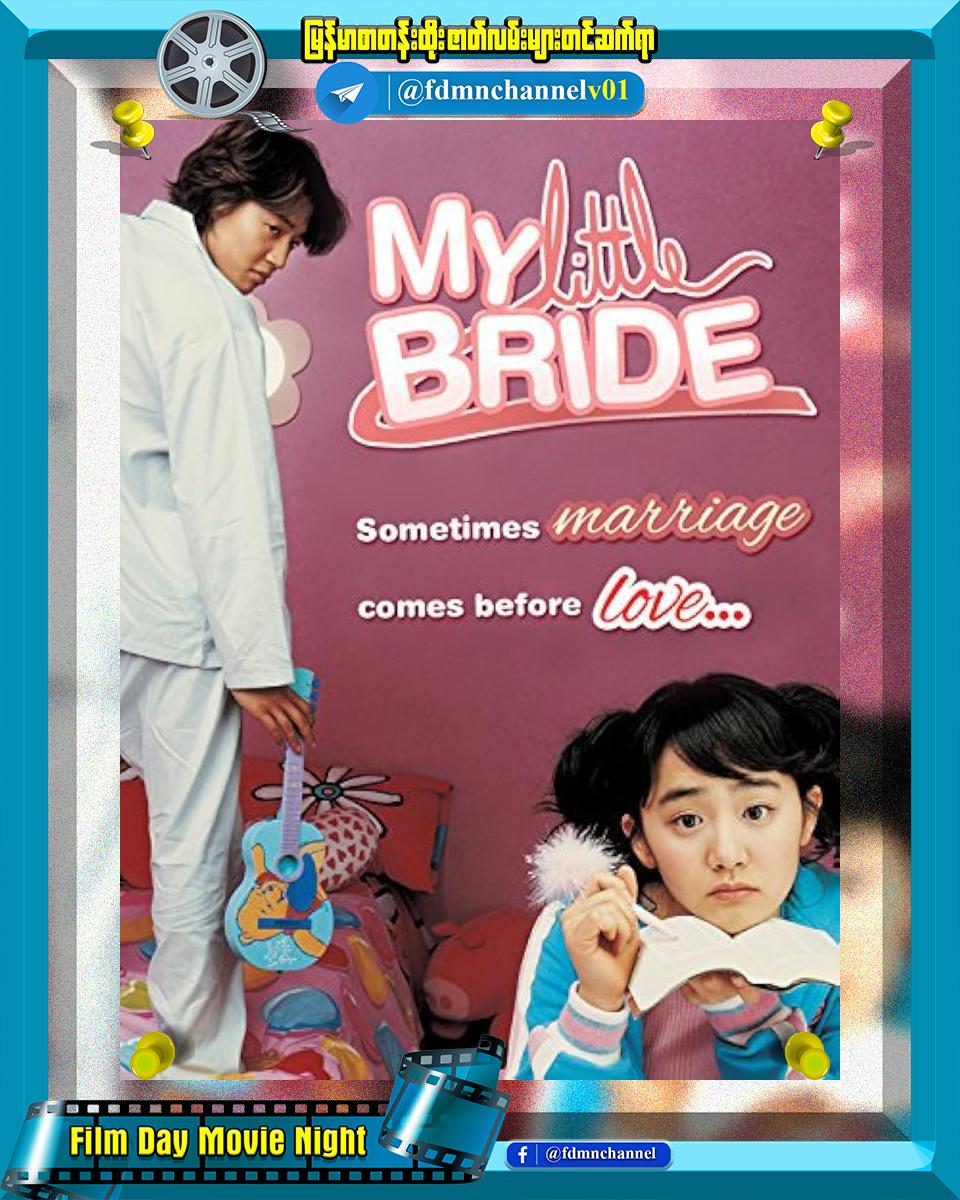 မြန်မာစာတန်းထိုးဇာတ်လမ်းများတင်ဆက်ရာ
@fdmnchannelv01
My little
BRIDE
Sometimes marriage
comes before love...
Film Day Movie Night
@fdmnchannel